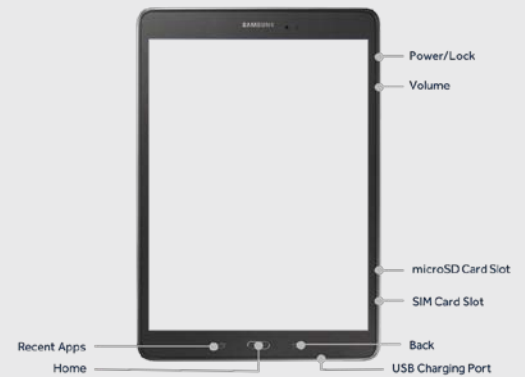 SAMSUNG
Power/Lock
Volume
microSD Card Slot
SIM Card Slot
Recent Apps
Back
Home
USB Charging Port